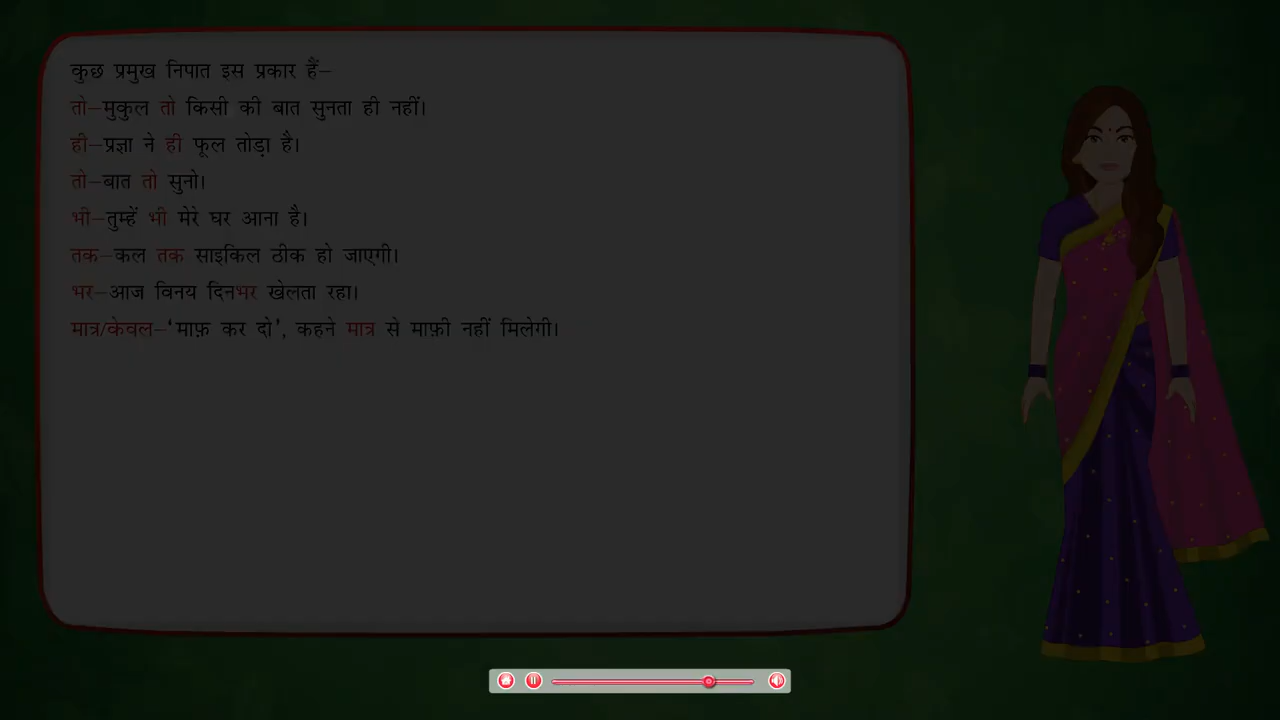 कुछ प्रमुख निपात इस प्रकार हैं–
तो–मुकुल तो किसी की बात सुनता ही नहीं।
ही–प्रज्ञा ने ही फूल तोड़ा है।
तो–बात तो सुनो।
भी–तुम्हें भी मेरे घर आना है।
तक–कल तक साइकिल ठीक हो जाएगी।
भर–आज विनय दिनभर खेलता रहा।
मात्र/केवल–‘माफ़ कर दो’, कहने मात्र से माफ़ी नहीं मिलेगी।